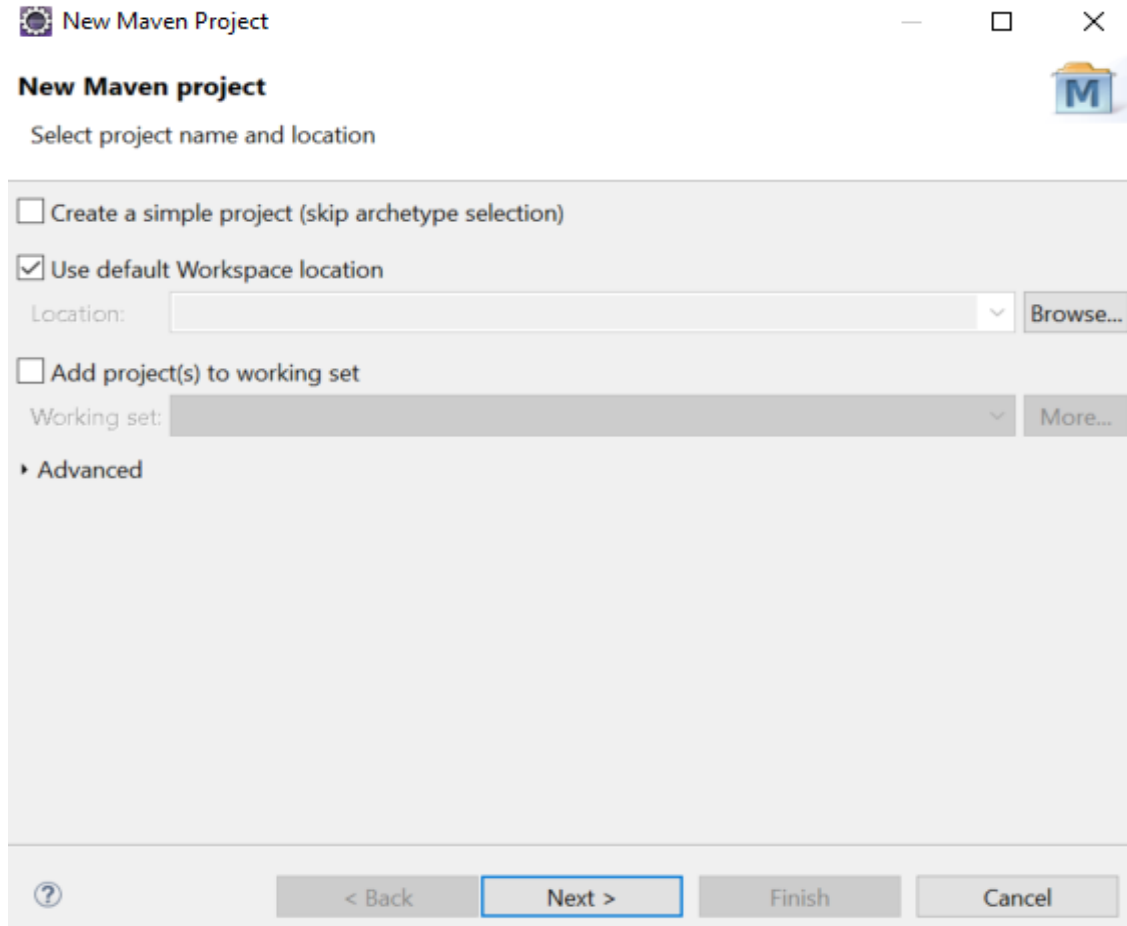 New Maven Project
New Maven project
M
Select project name and location
Create a simple project (skip archetype selection)
Use default Workspace location
Location: Browse...
Add project(s) to working set
Working set: More...
Advanced
? < Back Next > Finish Cancel